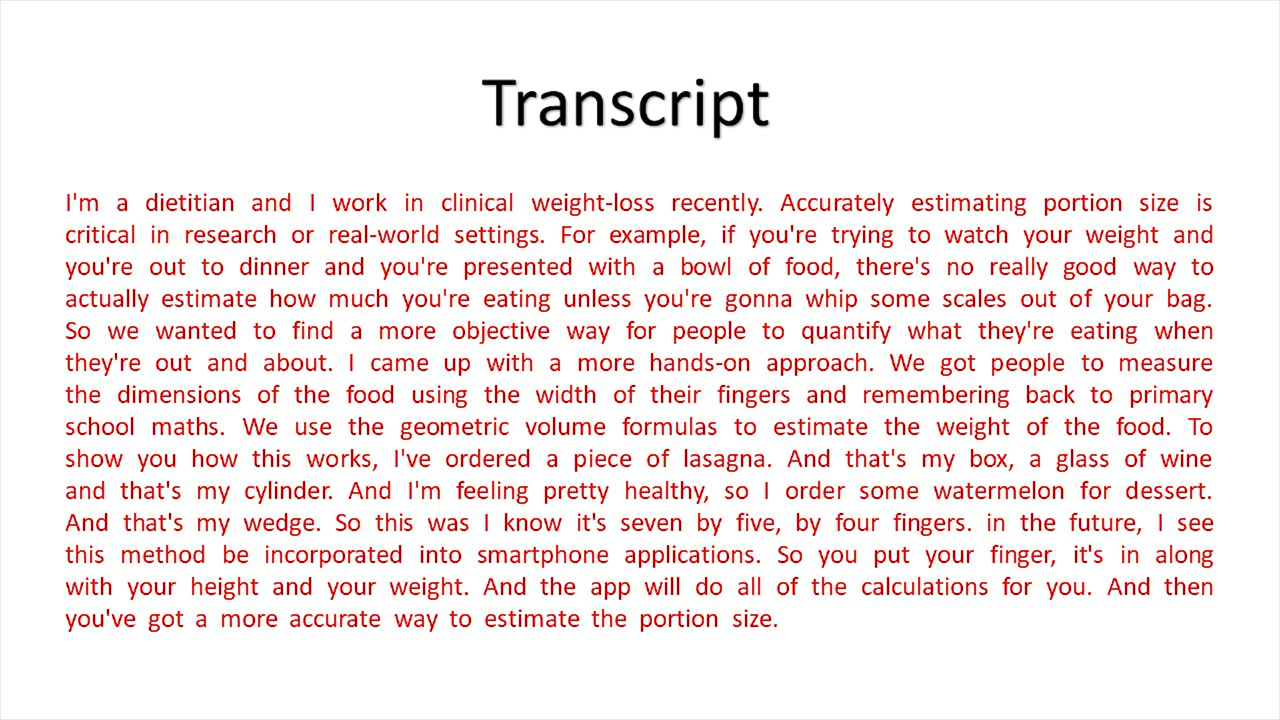 Transcript
I'm a dietitian and I work in clinical weight-loss recently. Accurately estimating portion size is
critical in research or real-world settings. For example, if you're trying to watch your weight and
you're out to dinner and you're presented with a bowl of food, there's no really good way to
actually estimate how much you're eating unless you're gonna whip some scales out of your bag.
So we wanted to find a more objective way for people to quantify what they're eating when
they're out and about. I came up with a more hands-on approach. We got people to measure
the dimensions of the food using the width of their fingers and remembering back to primary
school maths. We use the geometric volume formulas to estimate the weight of the food. To
show you how this works, I've ordered a piece of lasagna. And that's my box, a glass of wine
and that's my cylinder. And I'm feeling pretty healthy, so I order some watermelon for dessert.
And that's my wedge. So this was I know it's seven by five, by four fingers. in the future, I see
this method be incorporated into smartphone applications. So you put your finger, it's in along
with your height and your weight. And the app will do all of the calculations for you. And then
you've got a more accurate way to estimate the portion size.